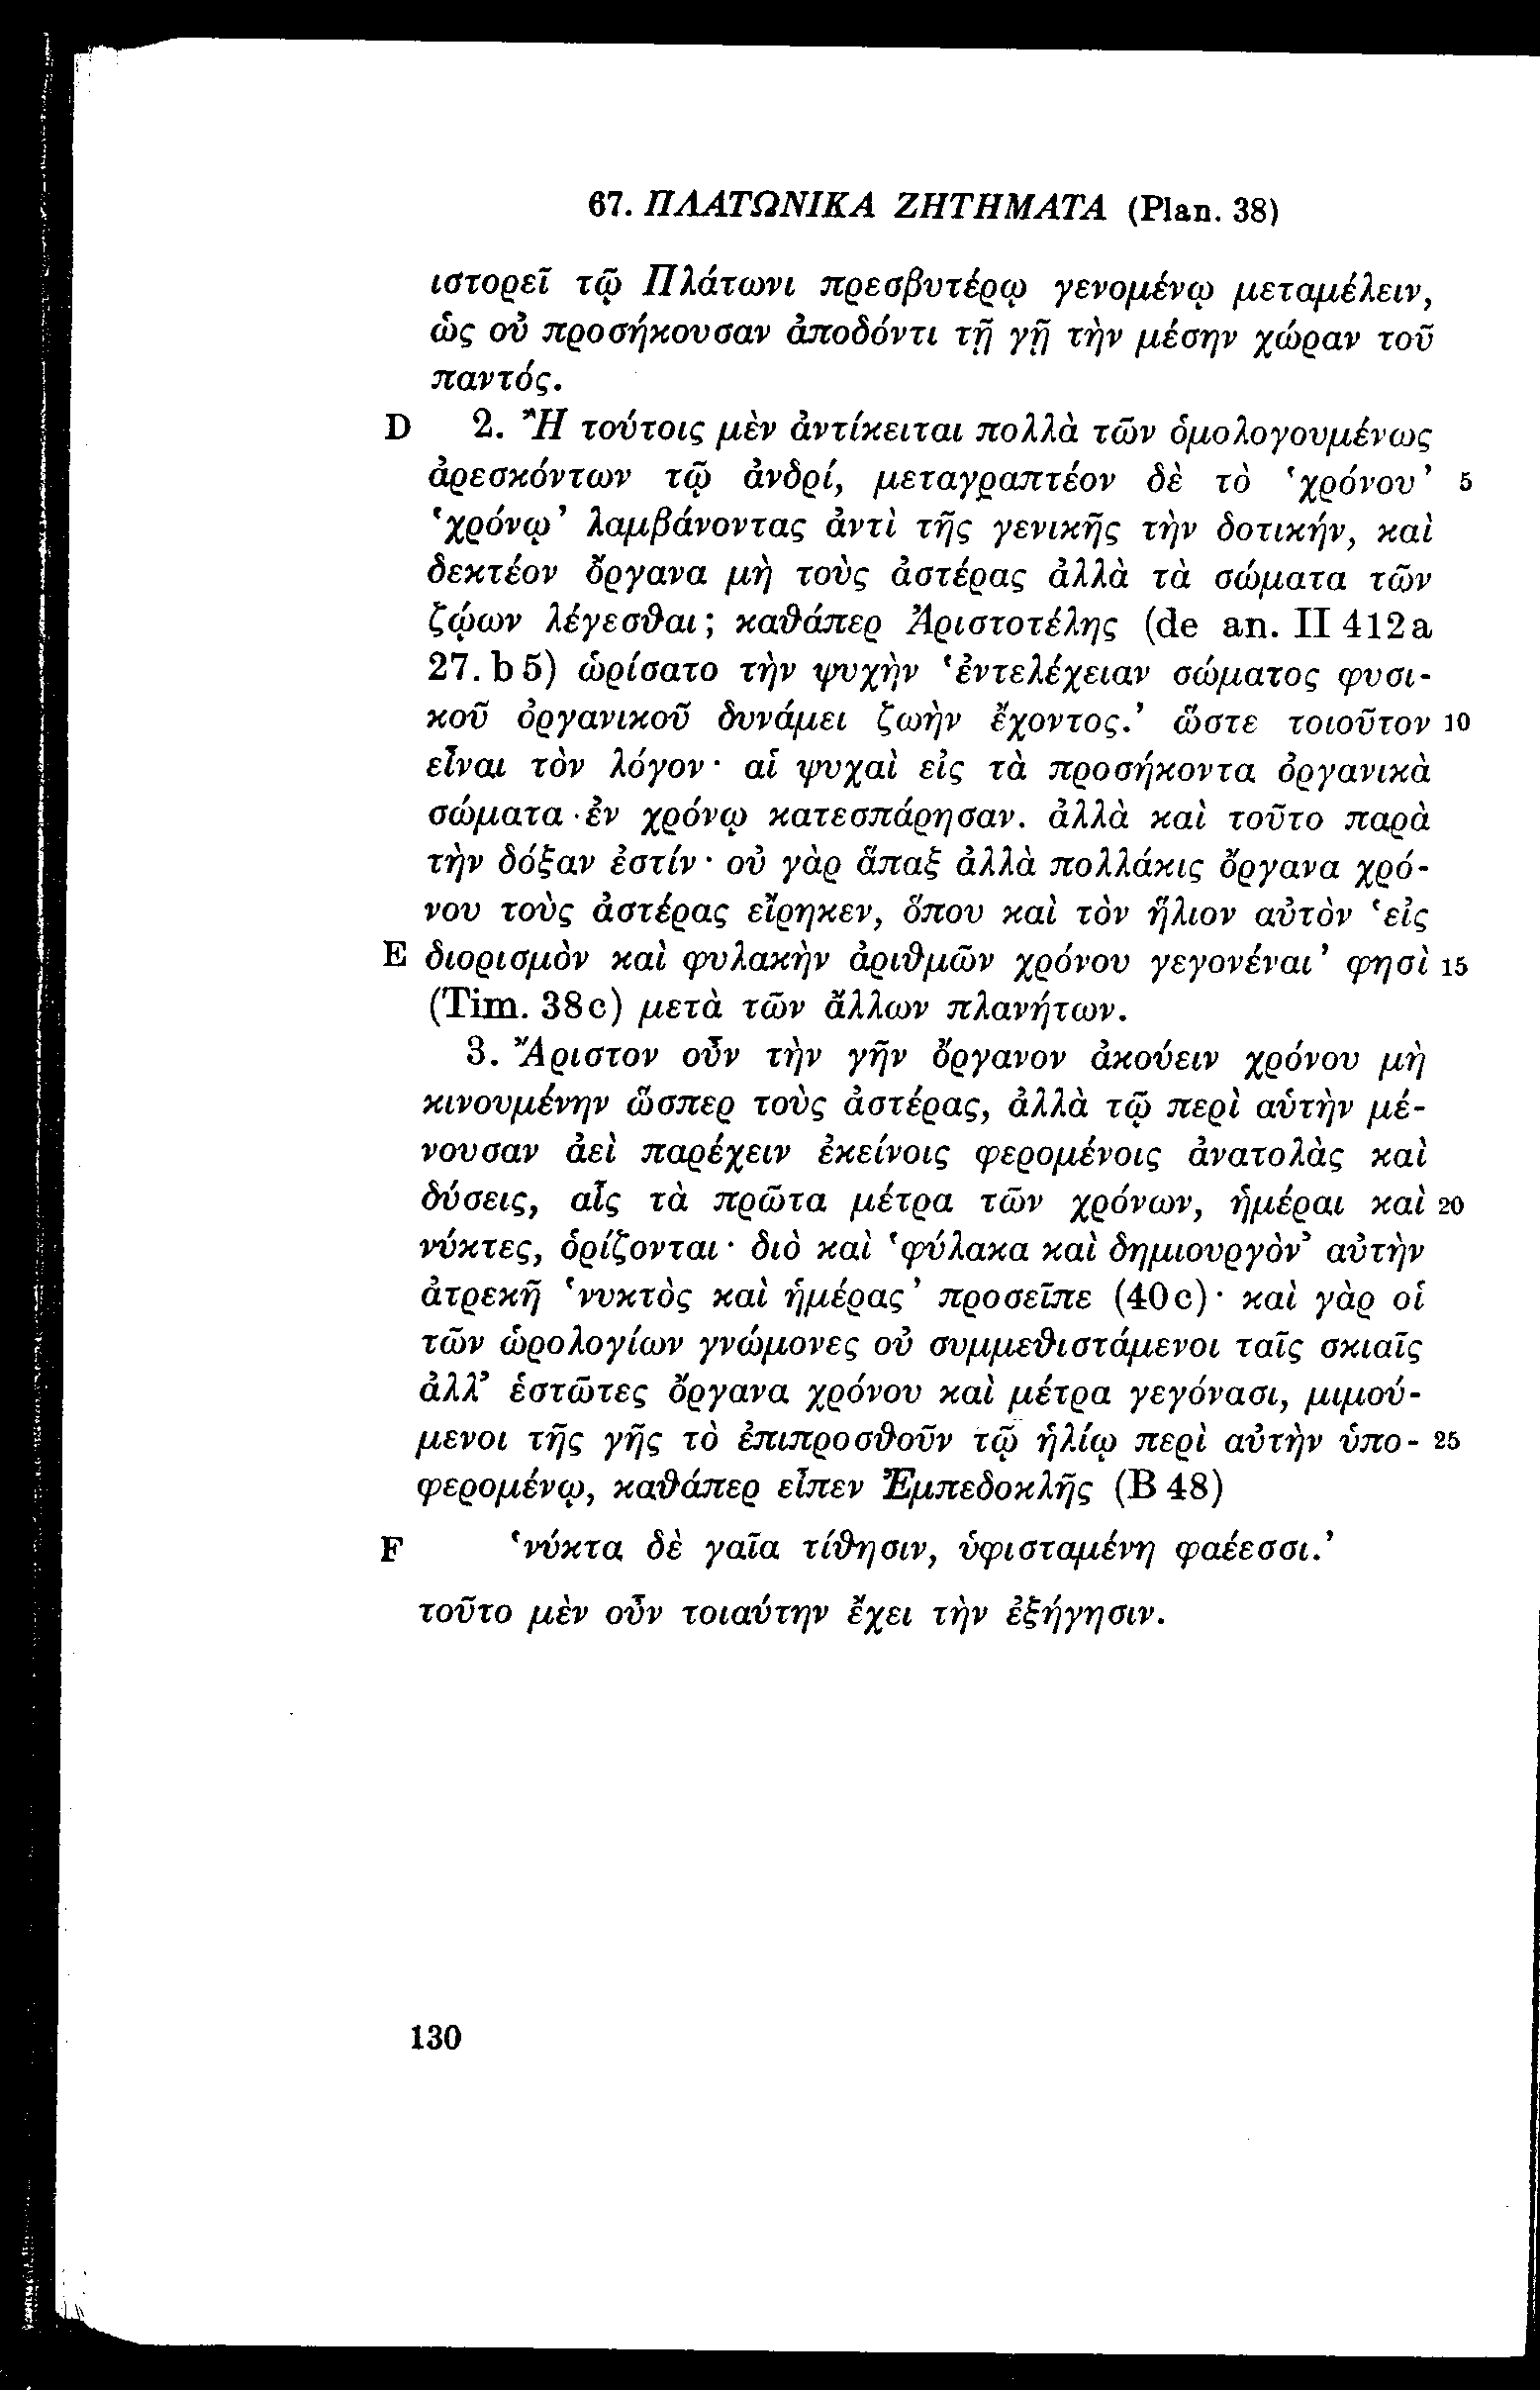 67. ΠΛΑΤΩΝΙΚΑ ΖΗΤΗΜΑΤΑ (Plan. 38)
ιστορεῖ τῷ Πλάτωνι πρεσβυτέρῳ γενομένῳ μεταμέλειν,
ὡς οὐ προσήκουσαν ἀποδόντι τῇ γῇ τὴν μέσην χώραν τοῦ
παντός.
D 2. Ἢ τούτοις μὲν ἀντίκειται πολλὰ τῶν ὁμολογουμένως
ἀρεσκόντων τῷ ἀνδρί, μεταγραπτέον δὲ τὸ ‘χρόνου’ 5
‘χρόνῳ’ λαμβάνοντας ἀντὶ τῆς γενικῆς τὴν δοτικήν, καὶ
δεκτέον ὄργανα μὴ τοὺς ἀστέρας ἀλλὰ τὰ σώματα τῶν
ζῴων λέγεσθαι; καθάπερ Ἀριστοτέλης (de an. II 412a
27. b 5) ὡρίσατο τὴν ψυχὴν ‘ἐντελέχειαν σώματος φυσι-
κοῦ ὀργανικοῦ δυνάμει ζωὴν ἔχοντος.’ ὥστε τοιοῦτον 10
εἶναι τὸν λόγον· αἱ ψυχαὶ εἰς τὰ προσήκοντα ὀργανικὰ
σώματα ἐν χρόνῳ κατεσπάρησαν. ἀλλὰ καὶ τοῦτο παρὰ
τὴν δόξαν ἐστίν· οὐ γὰρ ἅπαξ ἀλλὰ πολλάκις ὄργανα χρό-
νου τοὺς ἀστέρας εἴρηκεν, ὅπου καὶ τὸν ἥλιον αὐτὸν ‘εἰς
E διορισμὸν καὶ φυλακὴν ἀριθμῶν χρόνου γεγονέναι’ φησὶ 15
(Tim. 38c) μετὰ τῶν ἄλλων πλανήτων.
3. Ἄριστον οὖν τὴν γῆν ὄργανον ἀκούειν χρόνου μὴ
κινουμένην ὥσπερ τοὺς ἀστέρας, ἀλλὰ τῷ περὶ αὑτὴν μέ-
νουσαν ἀεὶ παρέχειν ἐκείνοις φερομένοις ἀνατολὰς καὶ
δύσεις, αἷς τὰ πρῶτα μέτρα τῶν χρόνων, ἡμέραι καὶ 20
νύκτες, ὁρίζονται· διὸ καὶ ‘φύλακα καὶ δημιουργὸν’ αὐτὴν
ἀτρεκῆ ‘νυκτὸς καὶ ἡμέρας’ προσεῖπε (40c)· καὶ γὰρ οἱ
τῶν ὡρολογίων γνώμονες οὐ συμμεθιστάμενοι ταῖς σκιαῖς
ἀλλ’ ἑστῶτες ὄργανα χρόνου καὶ μέτρα γεγόνασι, μιμού-
μενοι τῆς γῆς τὸ ἐπιπροσθοῦν τῷ ἡλίῳ περὶ αὐτὴν ὑπο- 25
φερομένῳ, καθάπερ εἶπεν Ἐμπεδοκλῆς (B 48)
F ‘νύκτα δὲ γαῖα τίθησιν, ὑφισταμένη φαέεσσι.’
τοῦτο μὲν οὖν τοιαύτην ἔχει τὴν ἐξήγησιν.
130